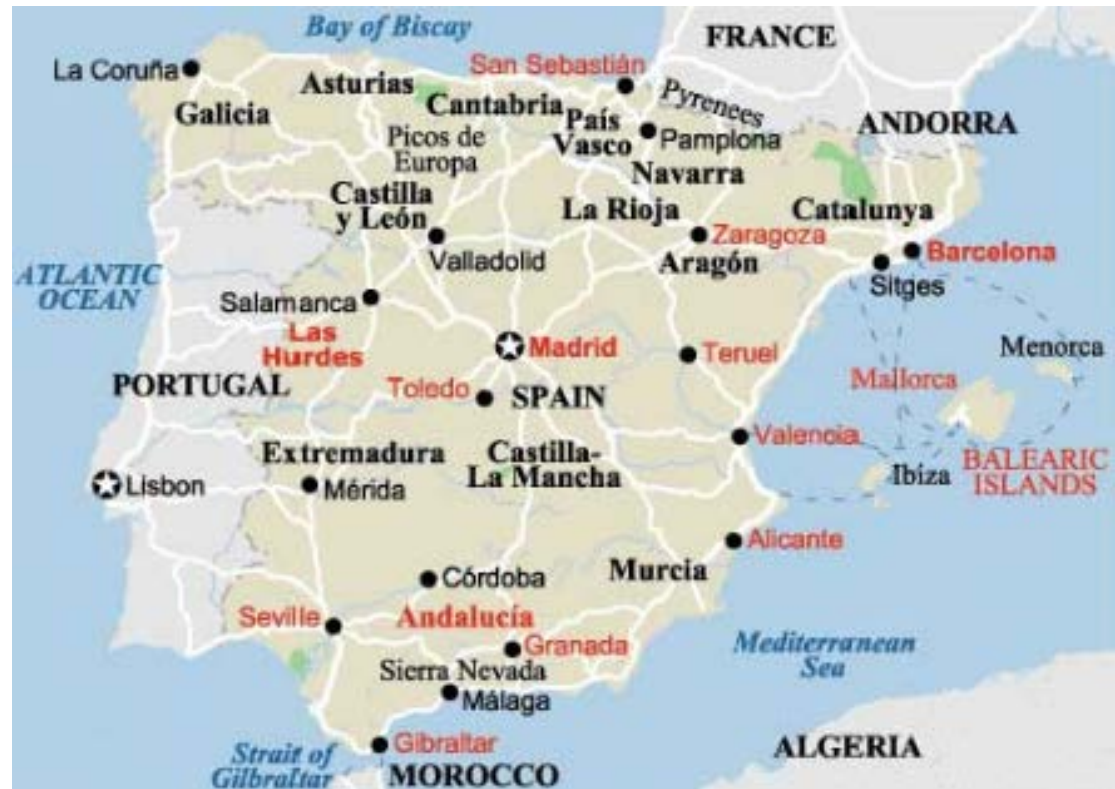 Bay of Biscay
FRANCE
La Coruña
San Sebastián
Asturias
Cantabria
Galicia
Pyrenees
País
Vasco
Pamplona
ANDORRA
Picos de
Europa
Navarra
Castilla
y León
La Rioja
Catalunya
Zaragoza
Valladolid
Aragón
Barcelona
Sitges
ATLANTIC
OCEAN
Salamanca
Las
Hurdes
Madrid
Teruel
Menorca
PORTUGAL
Toledo
SPAIN
Mallorca
Valencia
Extremadura
Castilla-
La Mancha
Ibiza
BALEARIC
ISLANDS
Lisbon
Mérida
Alicante
Córdoba
Murcia
Seville
Andalucía
Granada
Mediterranean
Sea
Sierra Nevada
Málaga
Gibraltar
ALGERIA
Strait of
Gibraltar
MOROCCO